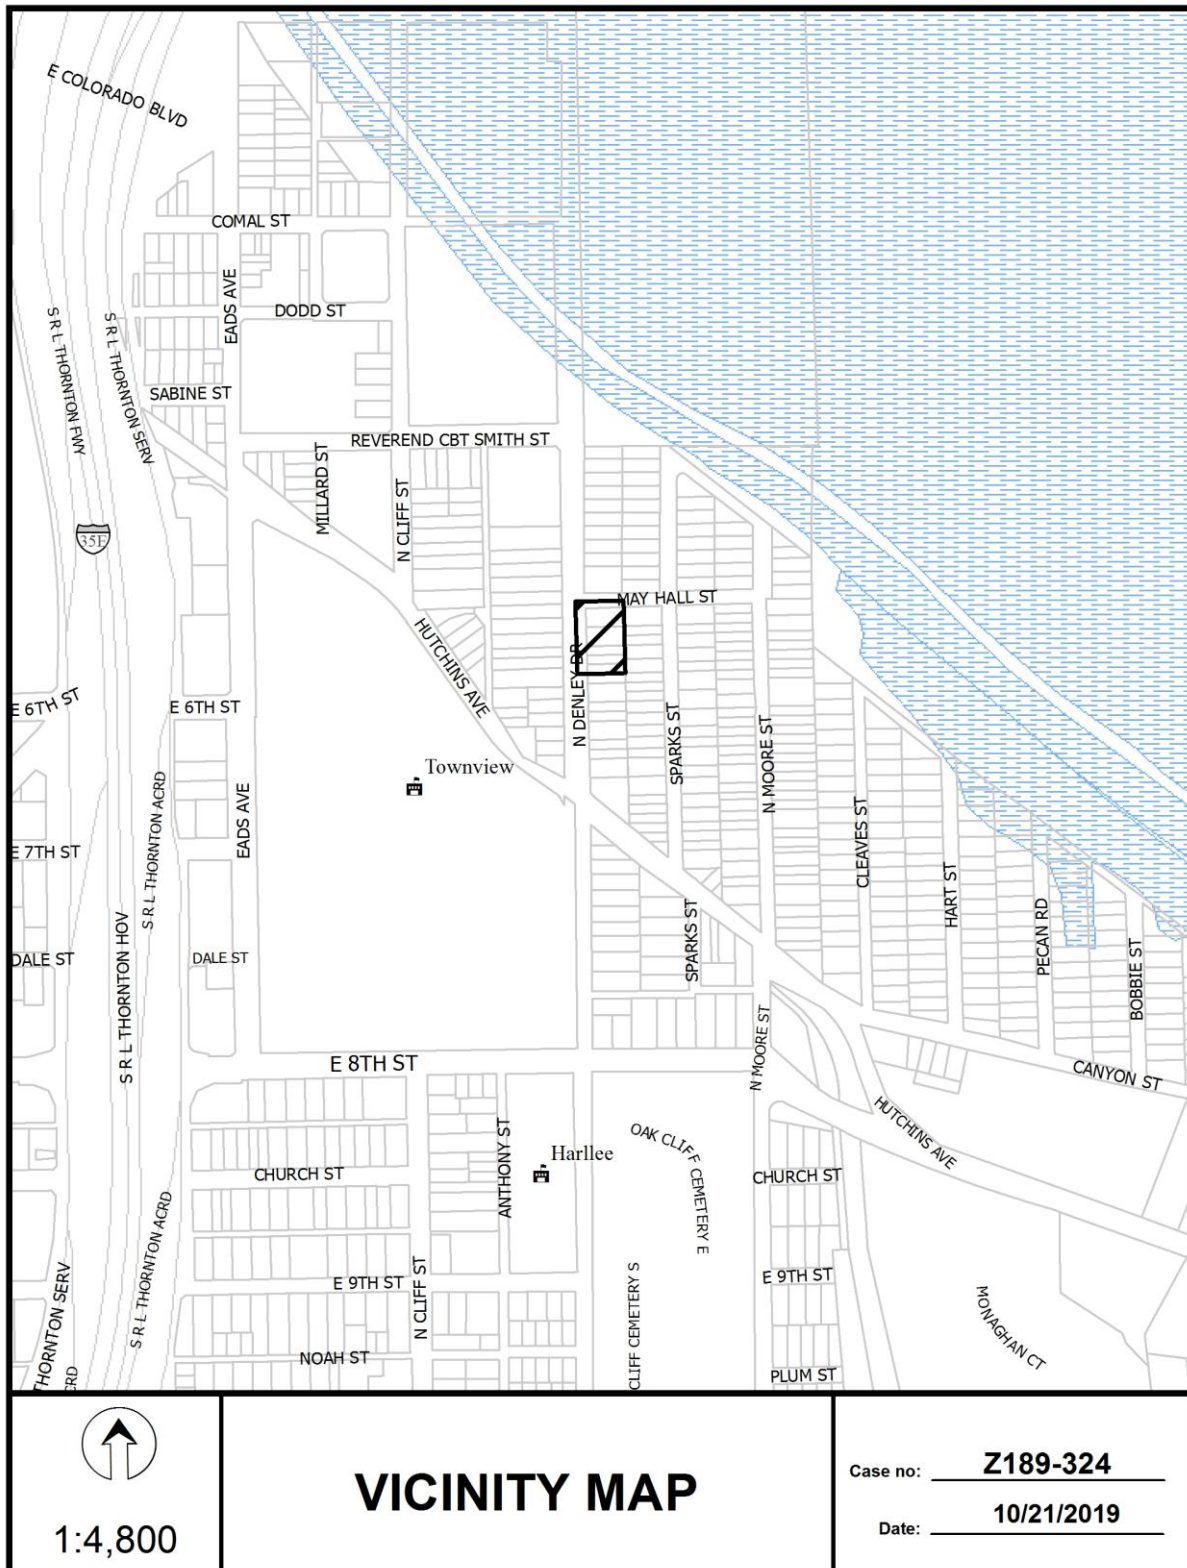 E COLORADO BLVD
COMAL ST
EADS AVE
DODD ST
S R L THORNTON FWY
S R L THORNTON SERV
SABINE ST
REVEREND CBT SMITH ST
MILLARD ST
N CLIFF ST
35E
MAY HALL ST
HUTCHINS AVE
N DENLEY DR
E 6TH ST
E 6TH ST
SPARKS ST
N MOORE ST
Townview
EADS AVE
S R L THORNTON ACRD
E 7TH ST
CLEAVES ST
HART ST
PECAN RD
SPARKS ST
BOBBIE ST
DALE ST
DALE ST
S R L THORNTON HOV
N MOORE ST
E 8TH ST
CANYON ST
HUTCHINS AVE
OAK CLIFF CEMETERY E
ANTHONY ST
Harllee
CHURCH ST
CHURCH ST
S R L THORNTON ACRD
E 9TH ST
N CLIFF ST
E 9TH ST
CLIFF CEMETERY S
MONAGHAN CT
THORNTON SERV
CRD
NOAH ST
PLUM ST
1:4,800
VICINITY MAP
Case no: Z189-324
Date: 10/21/2019